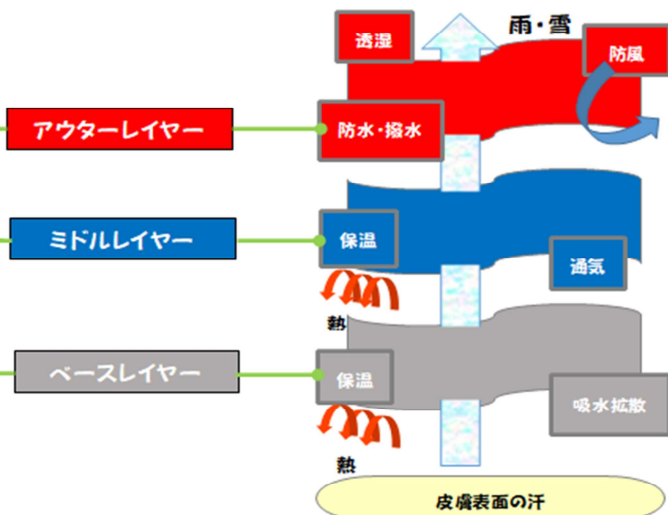 雨・雪
透湿
防風
アウターレイヤー
防水・撥水
ミドルレイヤー
保温
通気
熱
ベースレイヤー
保温
吸水拡散
熱
皮膚表面の汗